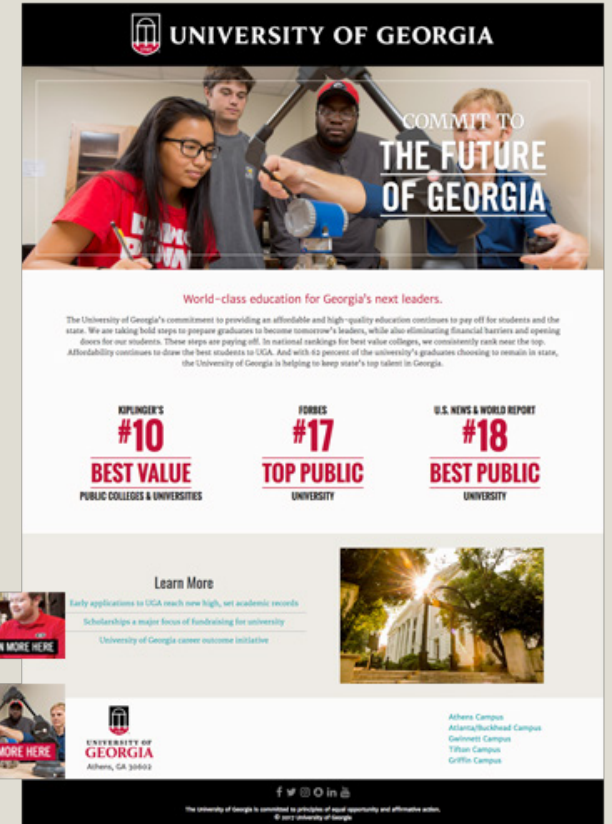 UNIVERSITY OF GEORGIA
COMMIT TO
THE FUTURE
OF GEORGIA
World-class education for Georgia's next leaders.
The University of Georgia's commitment to providing an affordable and high-quality education continues to pay off for students and the
state. We are taking bold steps to prepare graduates to become tomorrow's leaders, while also eliminating financial barriers and opening
doors for our students. These steps are paying off. In national rankings for best value colleges, we consistently rank near the top.
Affordability continues to draw the best students to UGA. And with 62 percent of the university's graduates choosing to remain in state,
the University of Georgia is helping to keep state's top talent in Georgia.
KIPLINGER'S
#10
BEST VALUE
PUBLIC COLLEGES & UNIVERSITIES
FORBES
#17
TOP PUBLIC
UNIVERSITY
U.S. NEWS & WORLD REPORT
#18
BEST PUBLIC
UNIVERSITY
Learn More
Early applications to UGA reach new high, set academic records
Scholarships a major focus of fundraising for university
University of Georgia career outcome initiative
N MORE HERE
MORE HERE
UNIVERSITY OF
GEORGIA
Athens, GA 30602
Athens Campus
Atlanta/Buckhead Campus
Gwinnett Campus
Tifton Campus
Griffin Campus
The University of Georgia is committed to principles of equal opportunity and affirmative action.
© 2017 University of Georgia